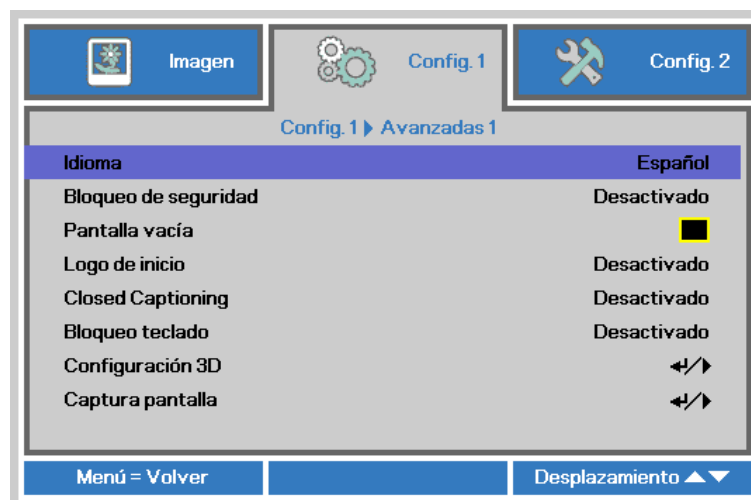 Imagen Config. 1 Config. 2
Config. 1 Avanzadas 1
Idioma Español
Bloqueo de seguridad Desactivado
Pantalla vacía
Logo de inicio Desactivado
Closed Captioning Desactivado
Bloqueo teclado Desactivado
Configuración 3D
Captura pantalla
Menú = Volver Desplazamiento